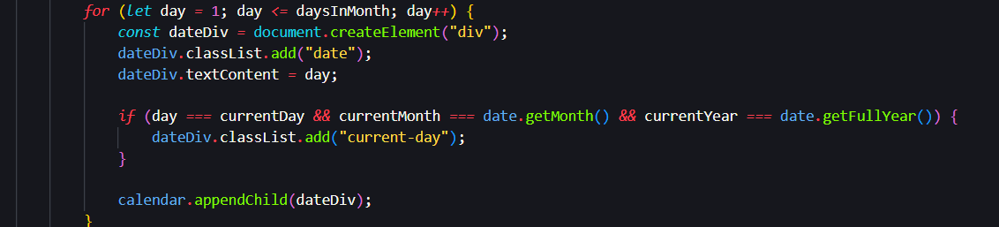 for (let day = 1; day <= daysInMonth; day++) {
const dateDiv = document.createElement("div");
dateDiv.classList.add("date");
dateDiv.textContent = day;
if (day === currentDay && currentMonth === date.getMonth() && currentYear === date.getFullYear()) {
dateDiv.classList.add("current-day");
}
calendar.appendChild(dateDiv);
}